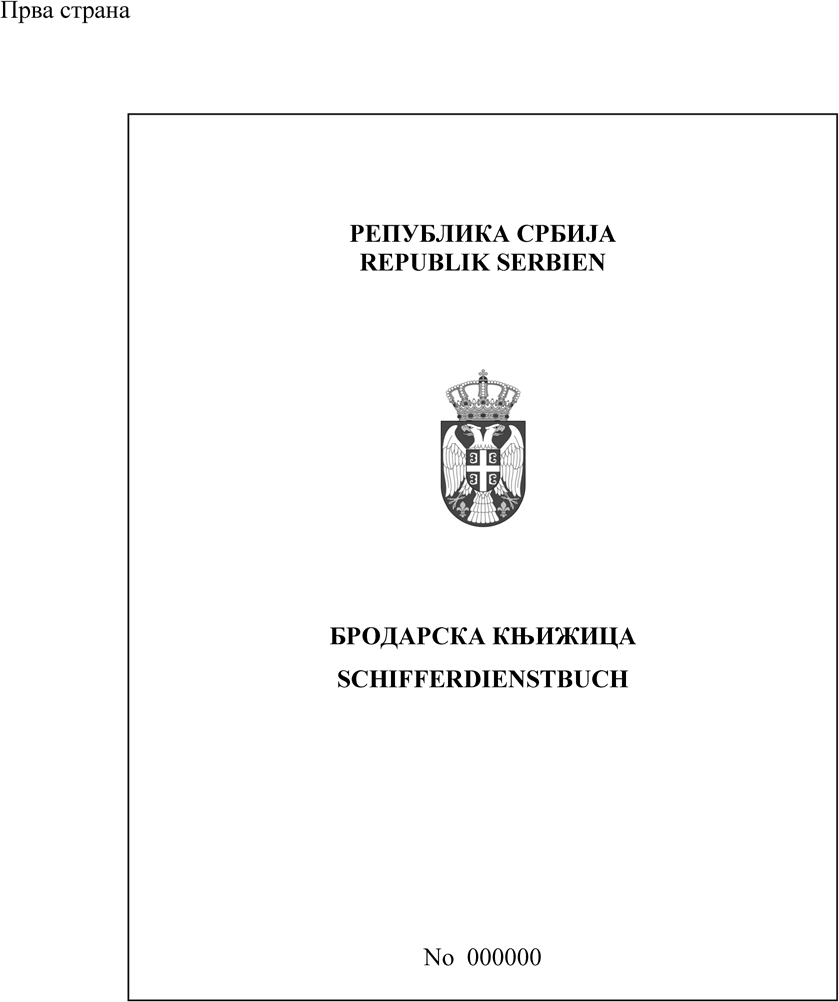 Прва страна
РЕПУБЛИКА СРБИЈА
REPUBLIK SERBIEN
БРОДАРСКА КЊИЖИЦА
SCHIFFERDIENSTBUCH
No 000000